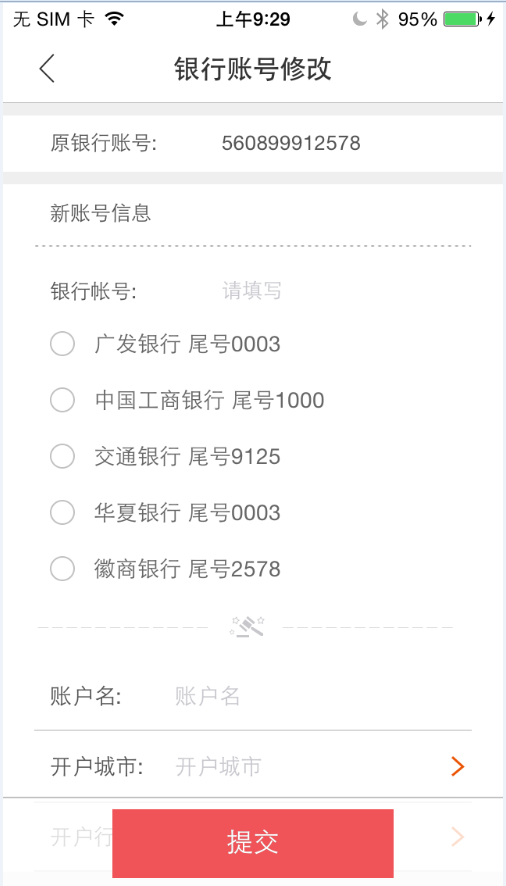 无 SIM 卡 上午9:29 95%
银行账号修改
原银行账号: 560899912578
新账号信息
银行帐号: 请填写
广发银行 尾号0003
中国工商银行 尾号1000
交通银行 尾号9125
华夏银行 尾号0003
徽商银行 尾号2578
账户名: 账户名
开户城市: 开户城市
开户行
提交